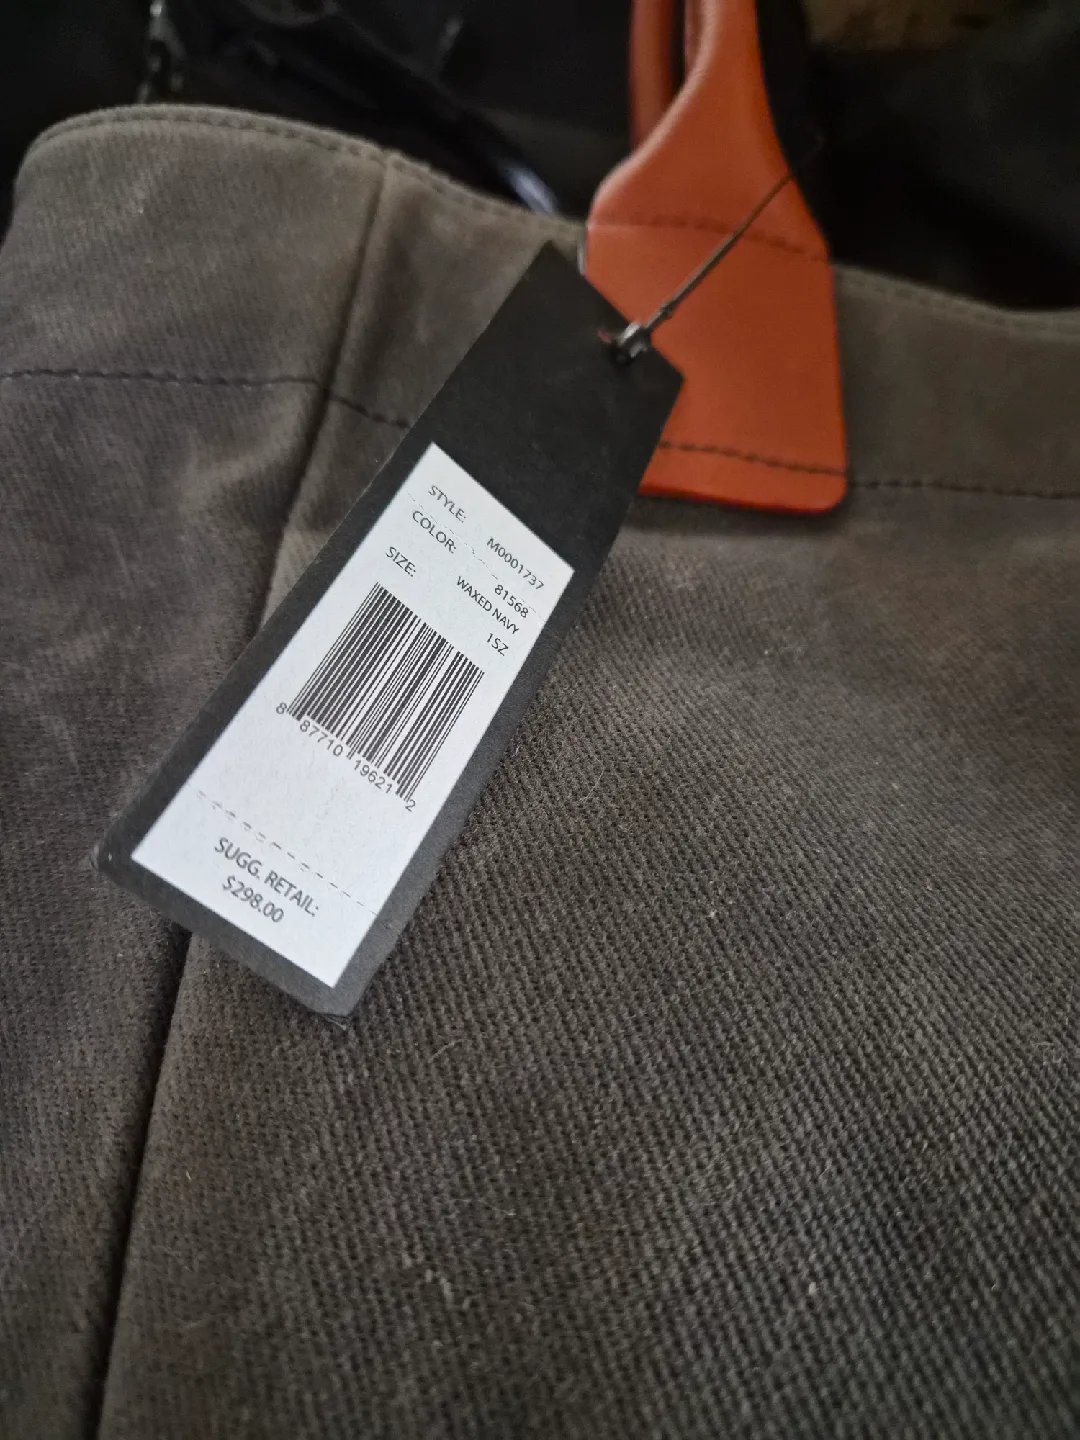 STYLE: M0001737
COLOR: 81568
WAXED NAVY
SIZE: 1SZ
8 87710 19621 2
SUGG. RETAIL:
$298.00